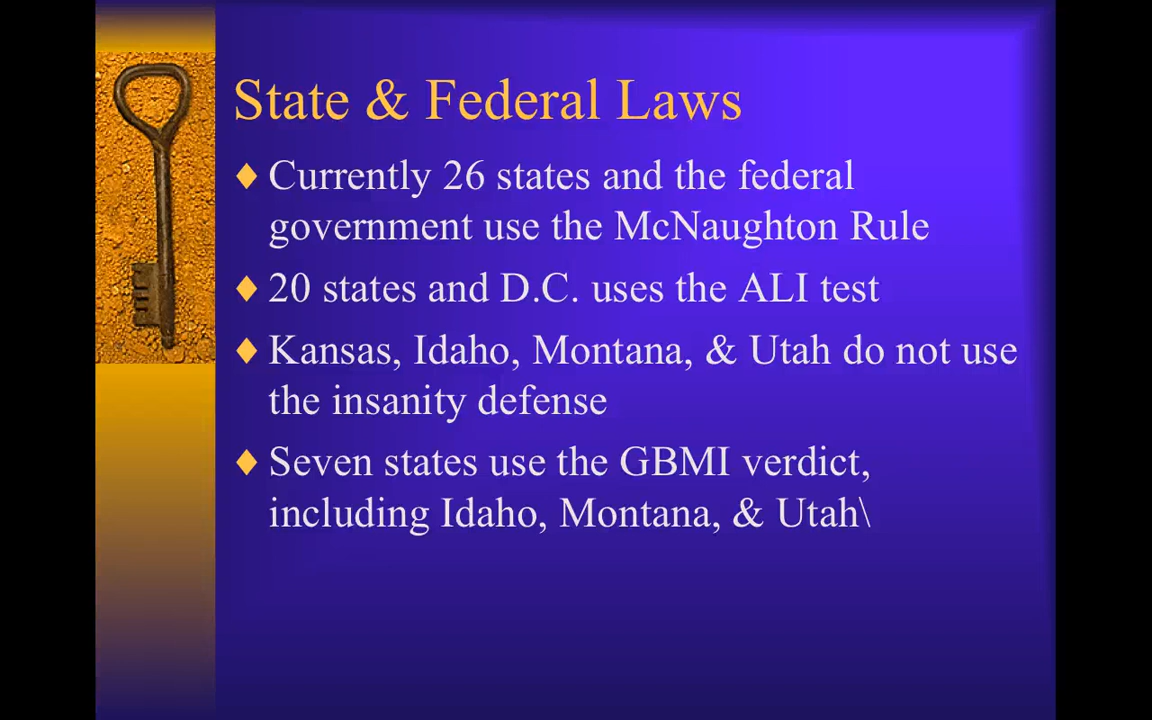 State & Federal Laws
Currently 26 states and the federal
government use the McNaughton Rule
20 states and D.C. uses the ALI test
Kansas, Idaho, Montana, & Utah do not use
the insanity defense
Seven states use the GBMI verdict,
including Idaho, Montana, & Utah\